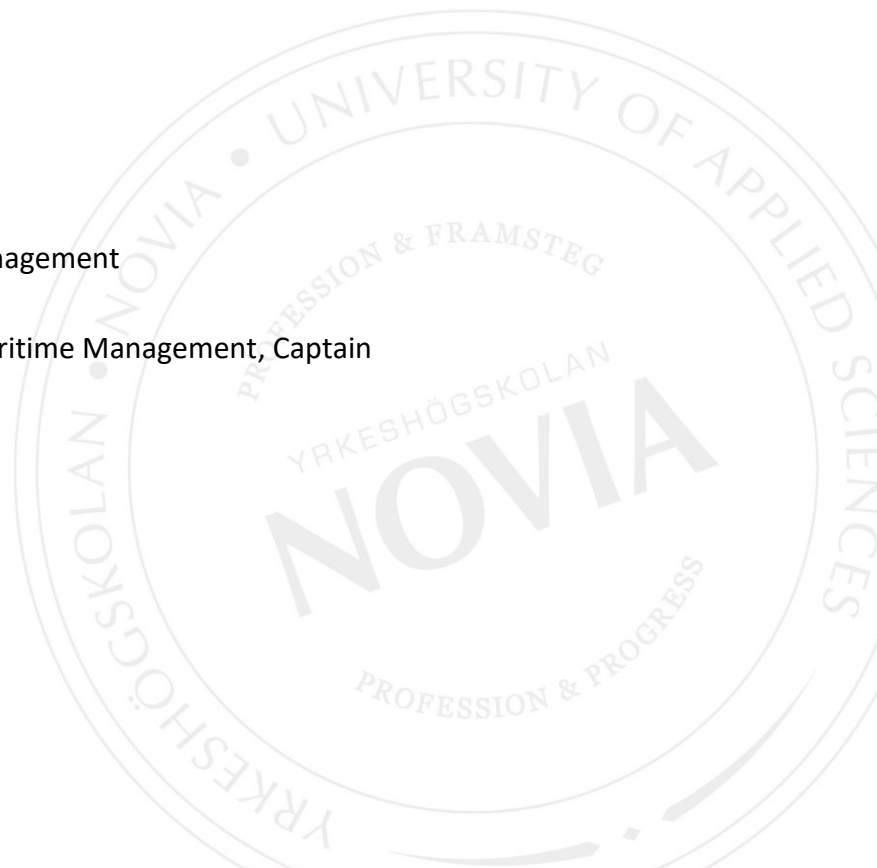 nagement
ritime Management, Captain
YRKESHÖGSKOLAN • NOVIA • UNIVERSITY OF APPLIED SCIENCES •
PROFESSION & FRAMSTEG
YRKESHÖGSKOLAN
NOVIA
PROFESSION & PROGRESS